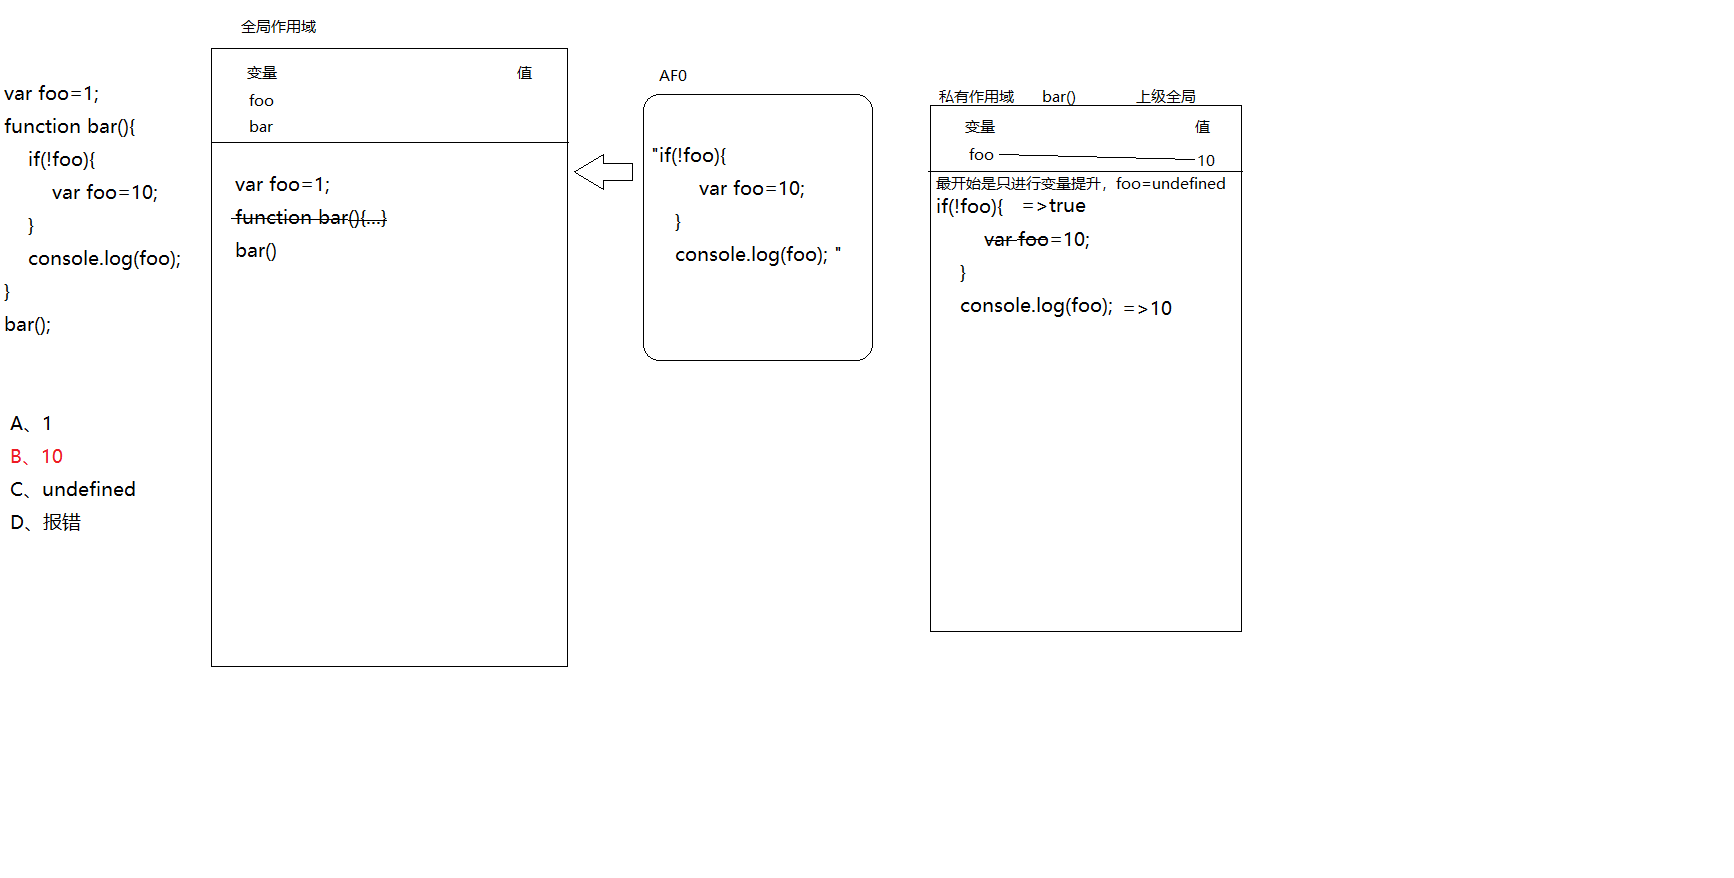 var foo=1;
function bar(){
if(!foo){
var foo=10;
}
console.log(foo);
}
bar();
A、1
B、10
C、undefined
D、报错
全局作用域
变量 值
foo
bar
var foo=1;
function bar(){...}
bar()
AF0
"if(!foo){
var foo=10;
}
console.log(foo); "
私有作用域 bar() 上级全局
变量 值
foo 10
最开始是只进行变量提升，foo=undefined
if(!foo){ =>true
var foo=10;
}
console.log(foo); =>10